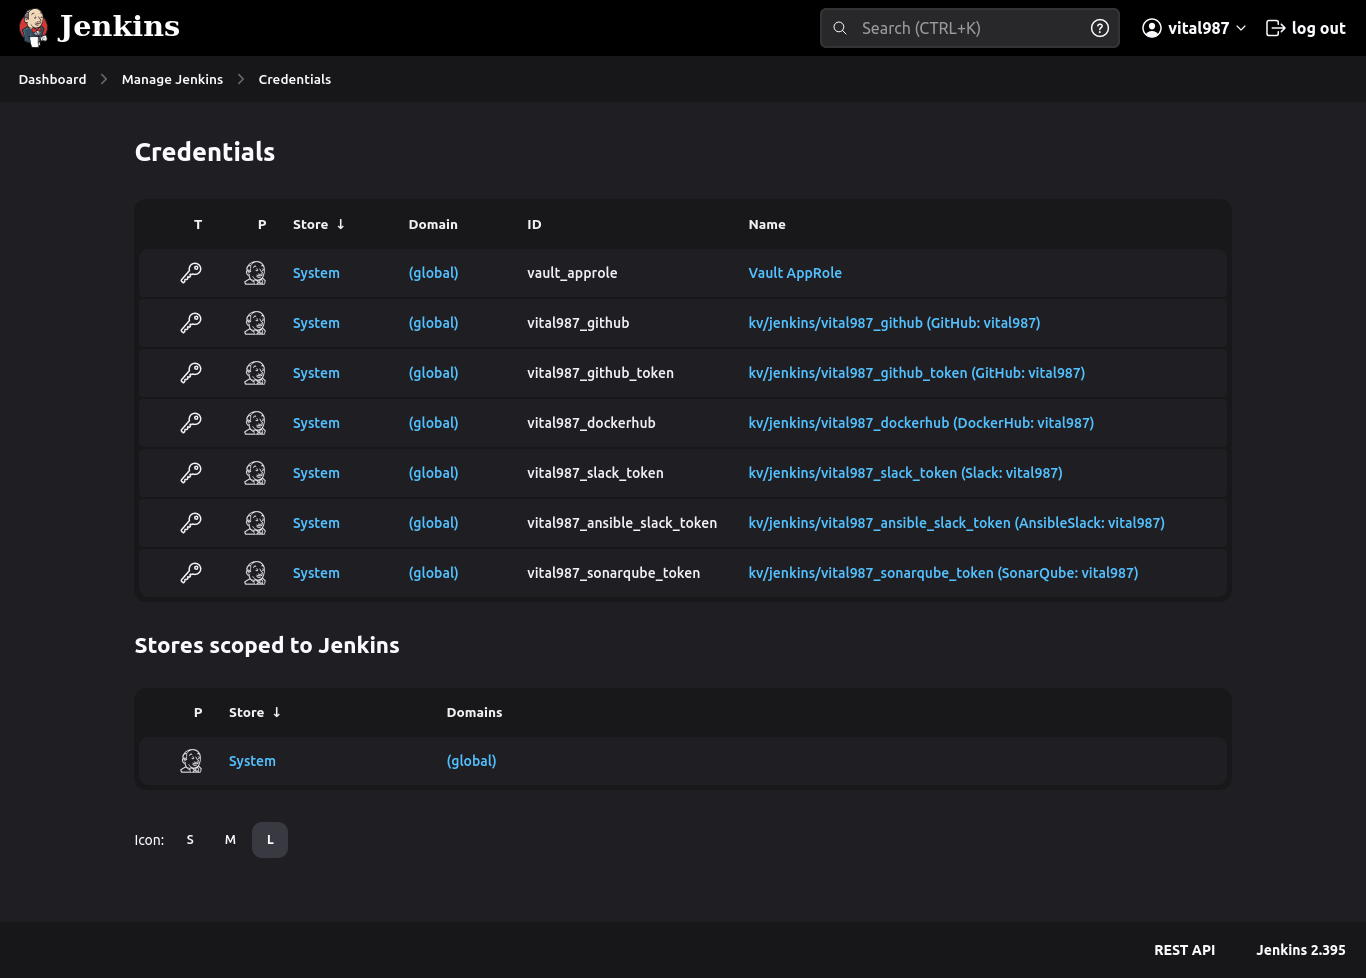 Jenkins Search (CTRL+K) vital987 log out
Dashboard Manage Jenkins Credentials
Credentials
T P Store ↓ Domain ID Name
System (global) vault_approle Vault AppRole
System (global) vital987_github kv/jenkins/vital987_github (GitHub: vital987)
System (global) vital987_github_token kv/jenkins/vital987_github_token (GitHub: vital987)
System (global) vital987_dockerhub kv/jenkins/vital987_dockerhub (DockerHub: vital987)
System (global) vital987_slack_token kv/jenkins/vital987_slack_token (Slack: vital987)
System (global) vital987_ansible_slack_token kv/jenkins/vital987_ansible_slack_token (AnsibleSlack: vital987)
System (global) vital987_sonarqube_token kv/jenkins/vital987_sonarqube_token (SonarQube: vital987)
Stores scoped to Jenkins
P Store ↓ Domains
System (global)
Icon: S M L
REST API Jenkins 2.395